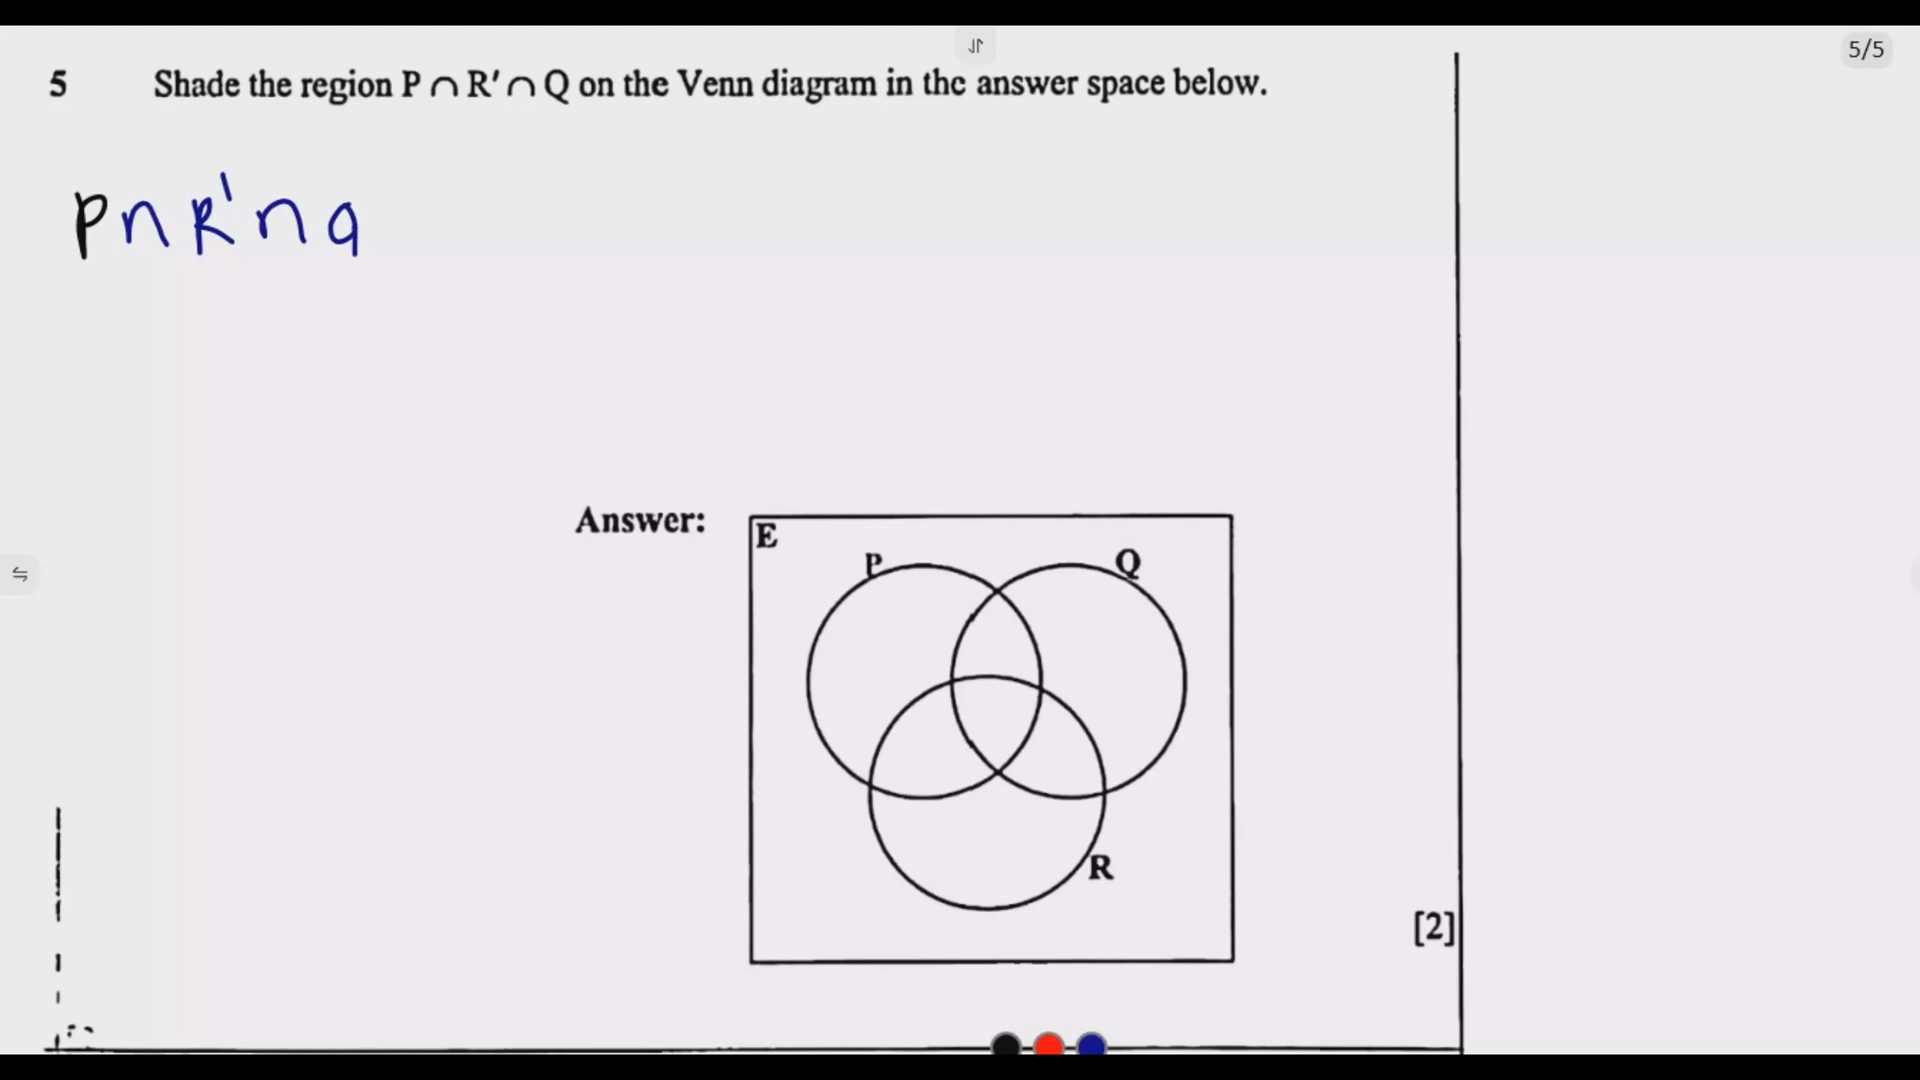 5/5
5 Shade the region P ∩ R′ ∩ Q on the Venn diagram in the answer space below.
P ∩ R' ∩ Q
Answer:
E
P
Q
R
[2]